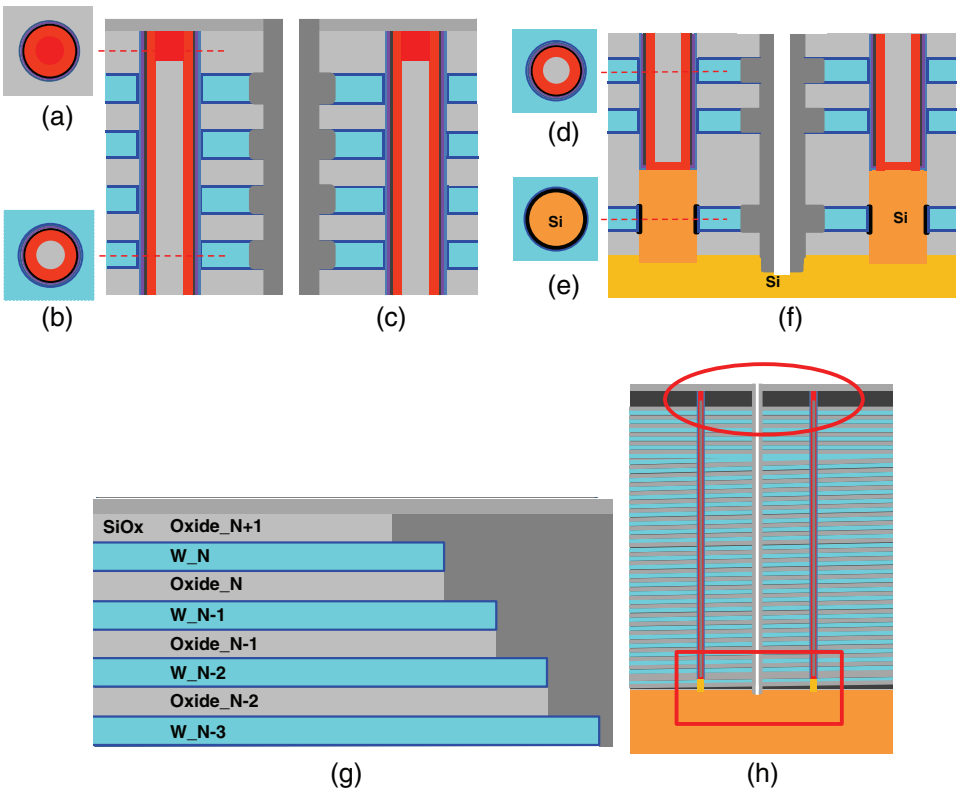 (a)
(b)
(c)
(d)
Si
(e)
Si
Si
(f)
SiOx Oxide_N+1
W_N
Oxide_N
W_N-1
Oxide_N-1
W_N-2
Oxide_N-2
W_N-3
(g)
(h)